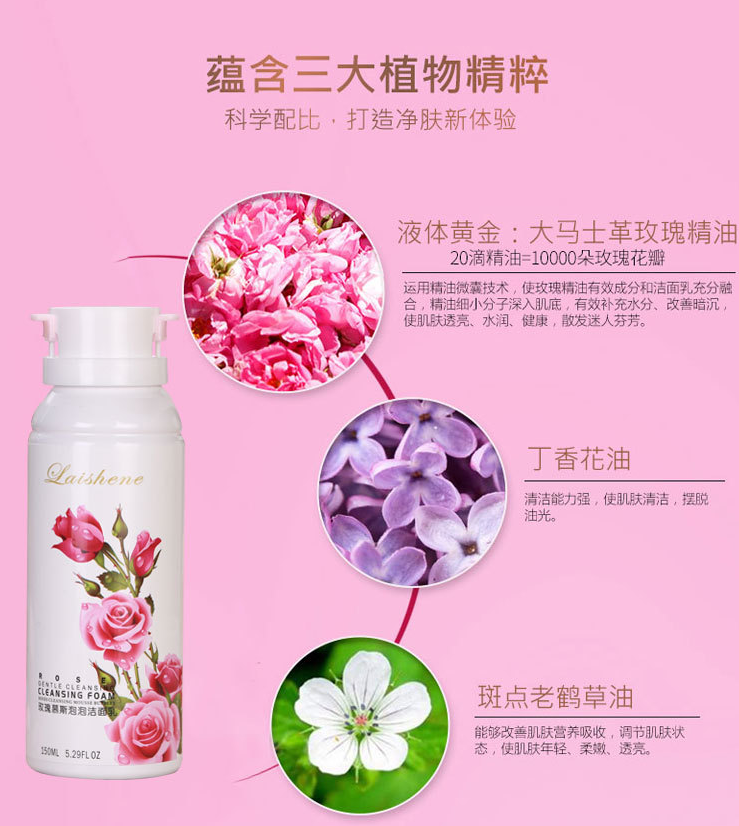 蕴含三大植物精粹
科学配比，打造净肤新体验
液体黄金：大马士革玫瑰精油
20滴精油=10000朵玫瑰花瓣
运用精油微囊技术，使玫瑰精油有效成分和洁面乳充分融
合，精油细小分子深入肌底，有效补充水分、改善暗沉，
使肌肤透亮、水润、健康，散发迷人芬芳。
丁香花油
清洁能力强，使肌肤清洁，摆脱
油光。
斑点老鹤草油
能够改善肌肤营养吸收，调节肌肤状
态，使肌肤年轻、柔嫩、透亮。
Laishene
ROSE
GENTLE CLEANSING
CLEANSING FOAM
玫瑰慕斯泡泡洁面乳
150ML 5.29FL OZ